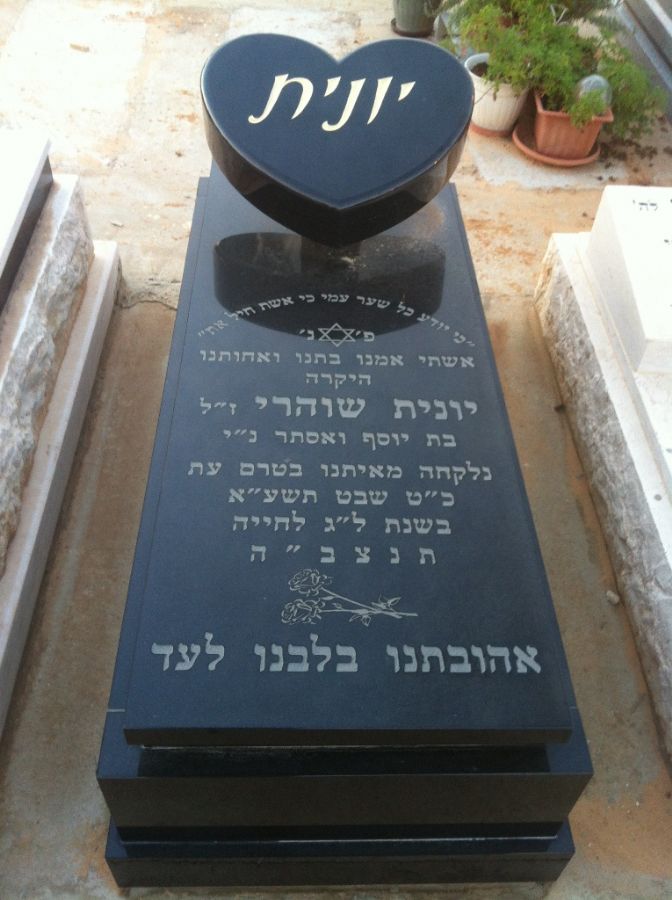 יונית
"כי יודע כל שער עמי כי אשת חיל את"
פ' נ'
אשתי אמנו בתנו ואחותנו
היקרה
יונית שוהרי ז״ל
בת יוסף ואסתר נ״י
נלקחה מאיתנו בטרם עת
כ״ט שבט תשע״א
בשנת ל״ג לחייה
ת נ צ ב ״ ה
אהובתנו בלבנו לעד